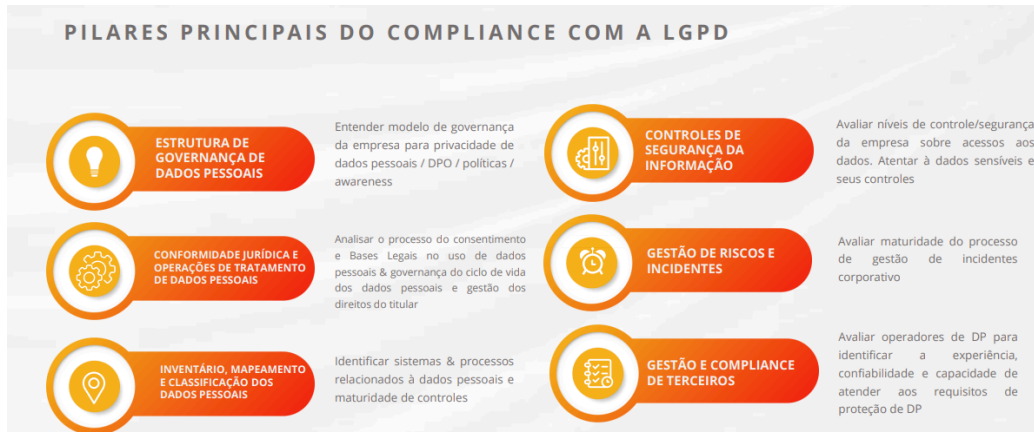 PILARES PRINCIPAIS DO COMPLIANCE COM A LGPD
ESTRUTURA DE
GOVERNANÇA DE
DADOS PESSOAIS
Entender modelo de governança
da empresa para privacidade de
dados pessoais / DPO / políticas /
awareness
CONFORMIDADE JURÍDICA E
OPERAÇÕES DE TRATAMENTO
DE DADOS PESSOAIS
Analisar o processo do consentimento
e Bases Legais no uso de dados
pessoais & governança do ciclo de vida
dos dados pessoais e gestão dos
direitos do titular
INVENTÁRIO, MAPEAMENTO
E CLASSIFICAÇÃO DOS
DADOS PESSOAIS
Identificar sistemas & processos
relacionados à dados pessoais e
maturidade de controles
CONTROLES DE
SEGURANÇA DA
INFORMAÇÃO
Avaliar níveis de controle/segurança
da empresa sobre acessos aos
dados. Atentar à dados sensíveis e
seus controles
GESTÃO DE RISCOS E
INCIDENTES
Avaliar maturidade do processo
de gestão de incidentes
corporativo
GESTÃO E COMPLIANCE
DE TERCEIROS
Avaliar operadores de DP para
identificar a experiência,
confiabilidade e capacidade de
atender aos requisitos de
proteção de DP